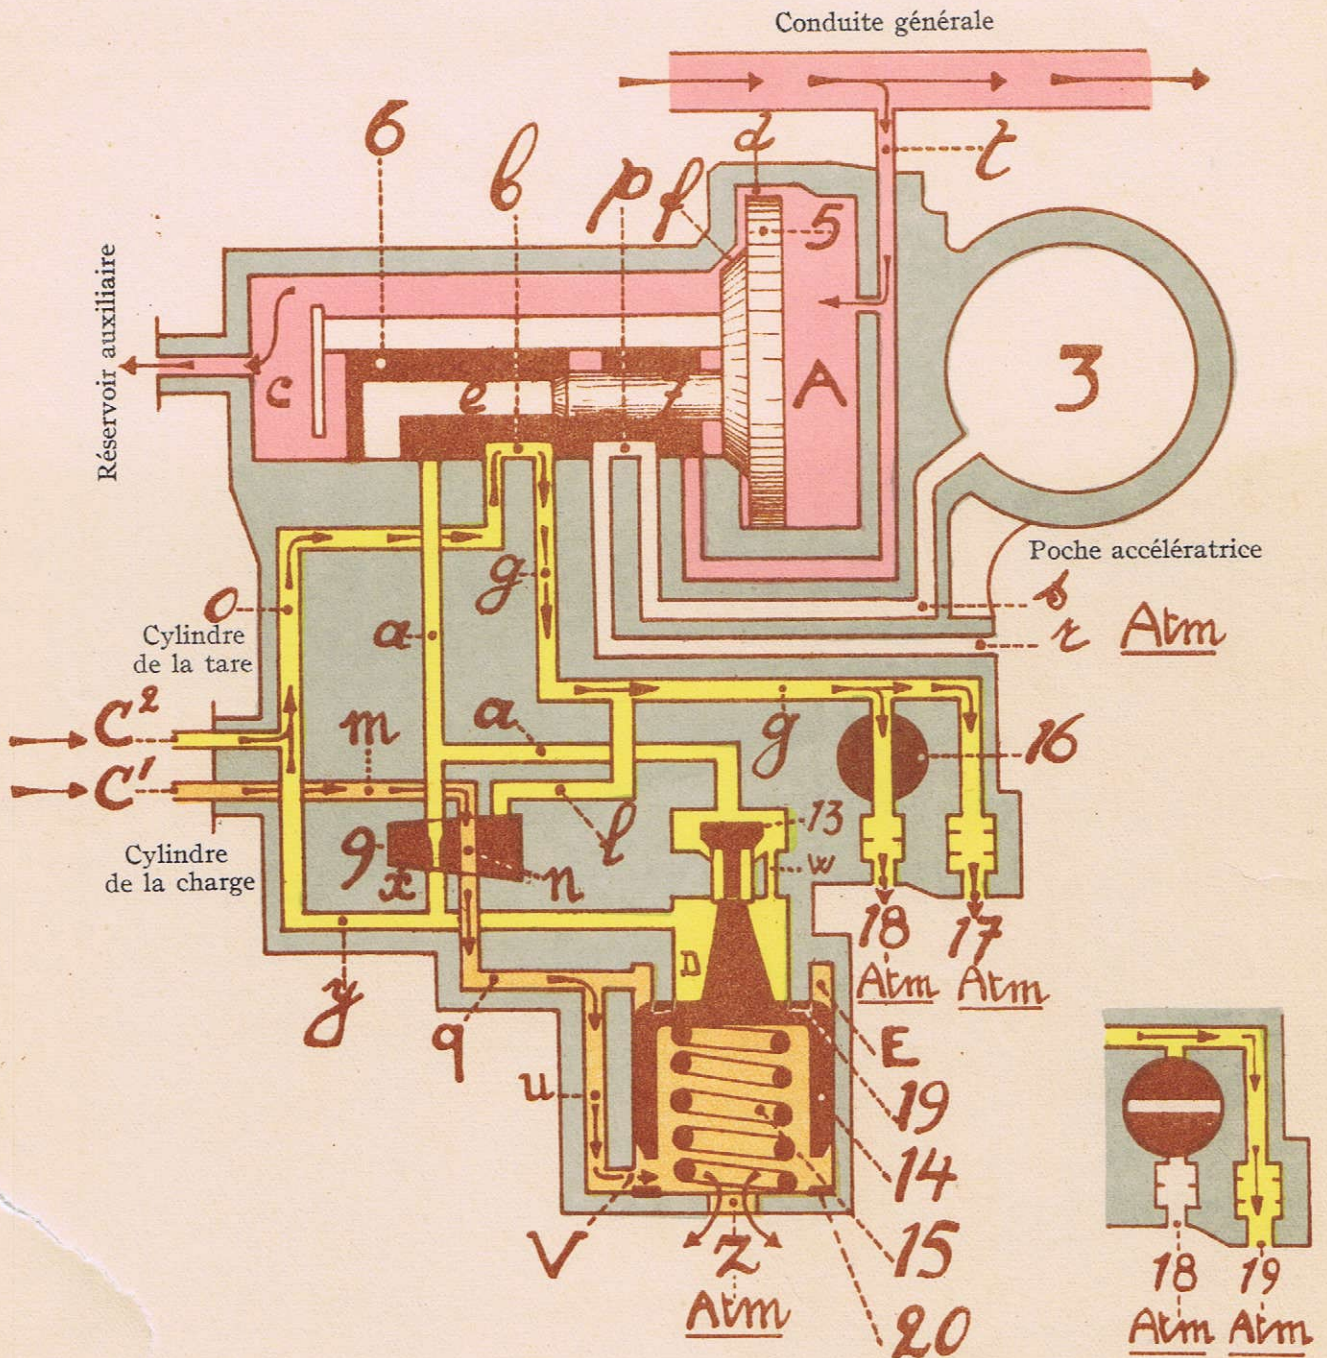 Conduite générale
6
b
p
f
d
t
5
Réservoir auxiliaire
c
e
7
A
3
Poche accélératrice
g
s
o
a
r
Atm
Cylindre
de la tare
C²
m
a
g
16
C¹
l
13
9
x
n
w
Cylindre
de la charge
18
17
Atm
Atm
D
y
q
E
u
19
14
V
Z
15
Atm
20
18
19
Atm
Atm